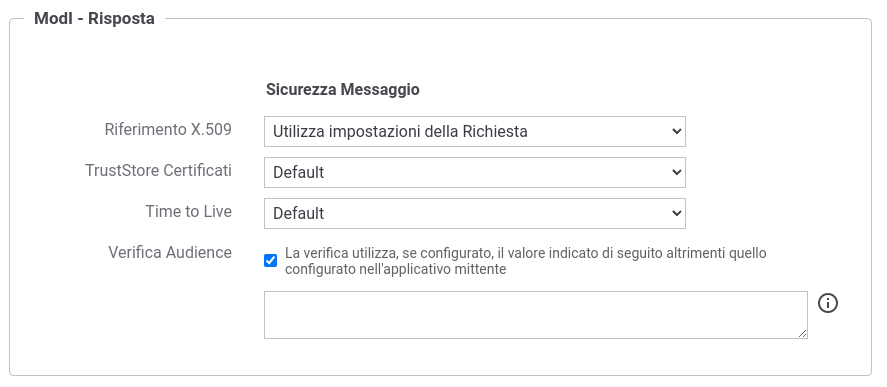 ModI - Risposta
Sicurezza Messaggio
Riferimento X.509
Utilizza impostazioni della Richiesta
TrustStore Certificati
Default
Time to Live
Default
Verifica Audience
La verifica utilizza, se configurato, il valore indicato di seguito altrimenti quello
configurato nell'applicativo mittente